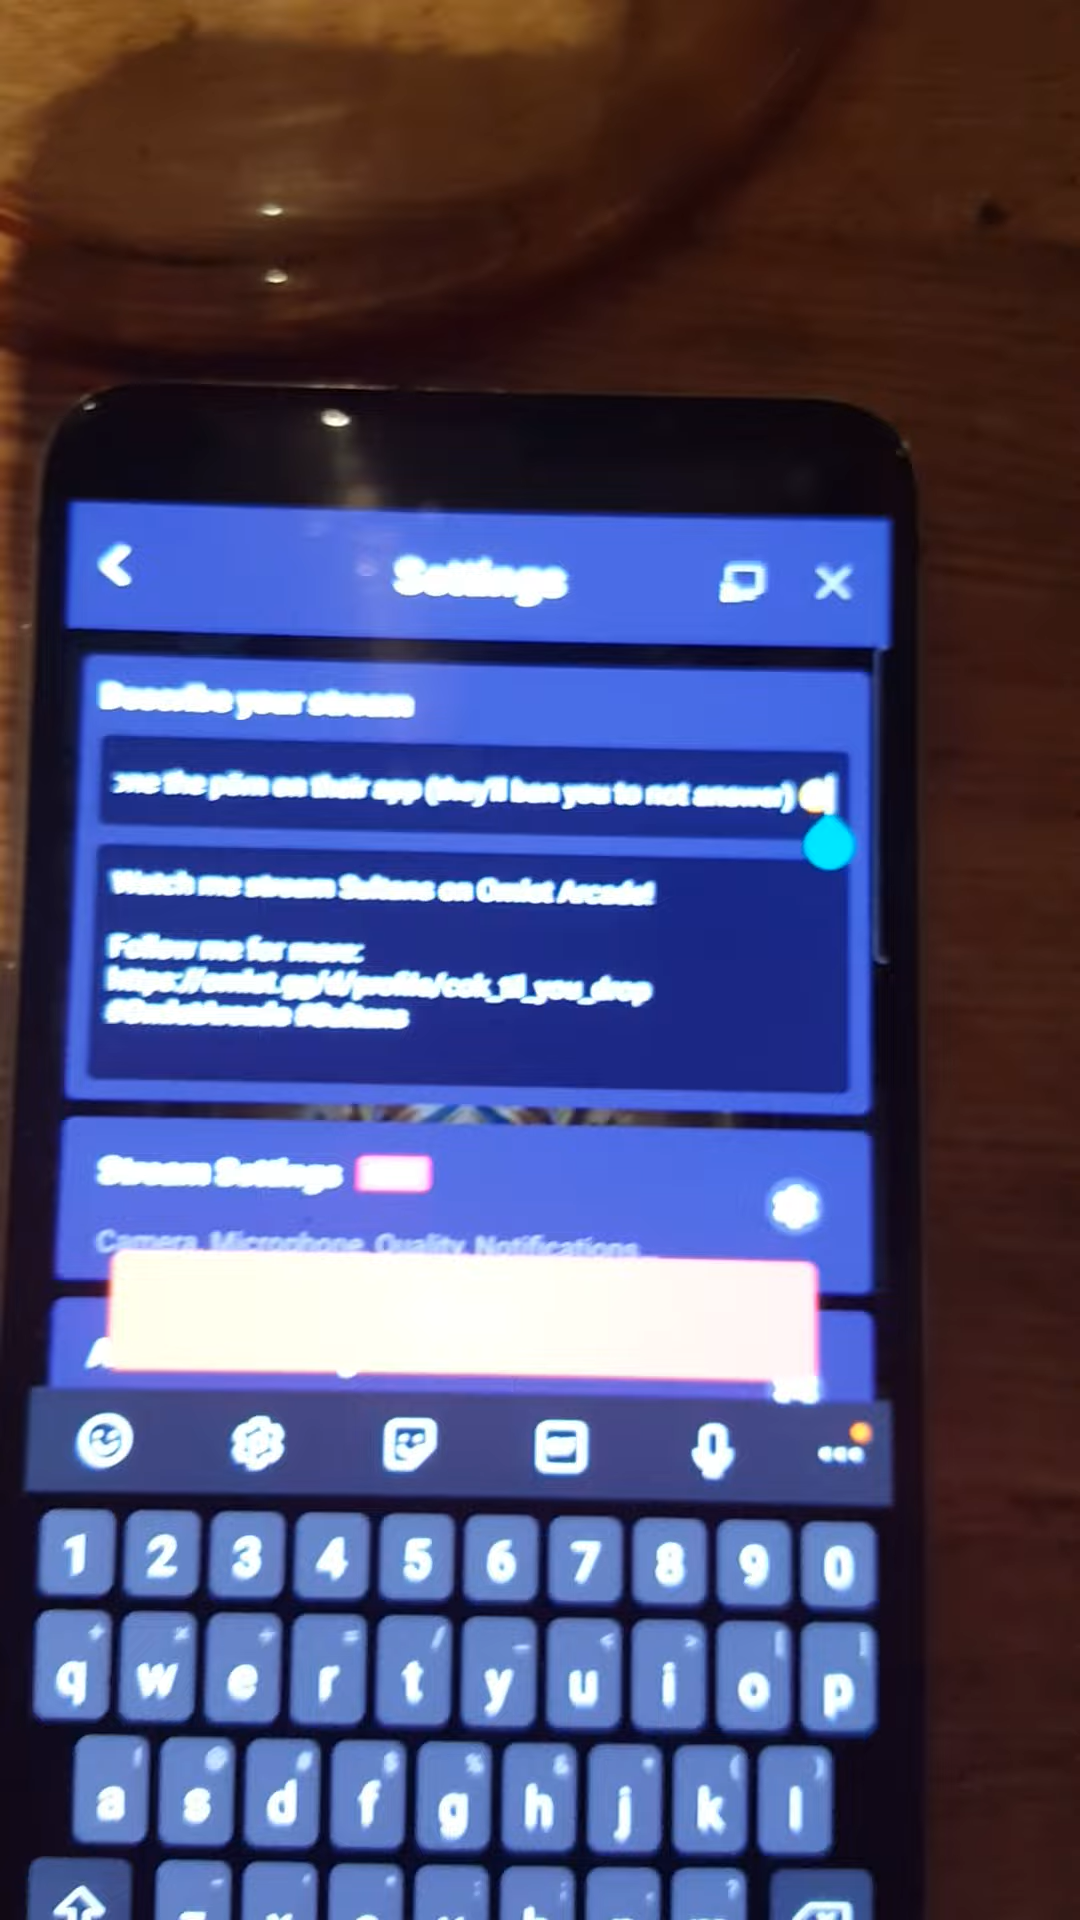 Settings
Describe your stream
the on their app (they'll ban you to not answer)
Watch me stream Sultans on Omlet Arcade!
Follow me for more:
https://omlet.gg/d/profile/cok_til_you_drop
#OmletArcade #Sultans
Stream Settings
Camera, Microphone, Quality, Notifications...
GIF
1 2 3 4 5 6 7 8 9 0
q w e r t y u i o p
a s d f g h j k l